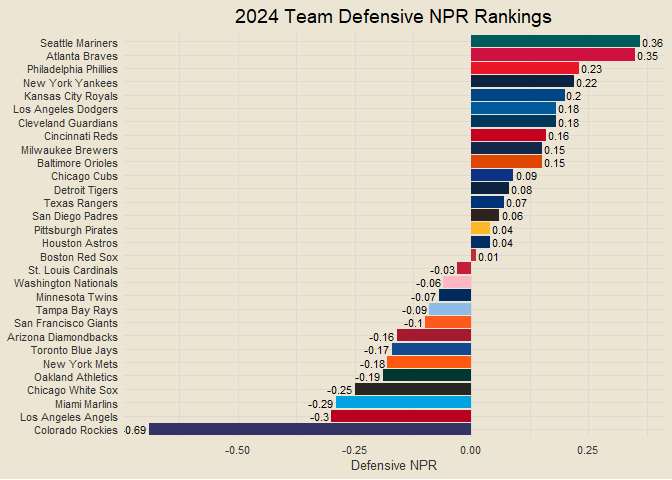 2024 Team Defensive NPR Rankings
Seattle Mariners 0.36
Atlanta Braves 0.35
Philadelphia Phillies 0.23
New York Yankees 0.22
Kansas City Royals 0.2
Los Angeles Dodgers 0.18
Cleveland Guardians 0.18
Cincinnati Reds 0.16
Milwaukee Brewers 0.15
Baltimore Orioles 0.15
Chicago Cubs 0.09
Detroit Tigers 0.08
Texas Rangers 0.07
San Diego Padres 0.06
Pittsburgh Pirates 0.04
Houston Astros 0.04
Boston Red Sox 0.01
St. Louis Cardinals -0.03
Washington Nationals -0.06
Minnesota Twins -0.07
Tampa Bay Rays -0.09
San Francisco Giants -0.1
Arizona Diamondbacks -0.16
Toronto Blue Jays -0.17
New York Mets -0.18
Oakland Athletics -0.19
Chicago White Sox -0.25
Miami Marlins -0.29
Los Angeles Angels -0.3
Colorado Rockies -0.69
-0.50 -0.25 0.00 0.25
Defensive NPR